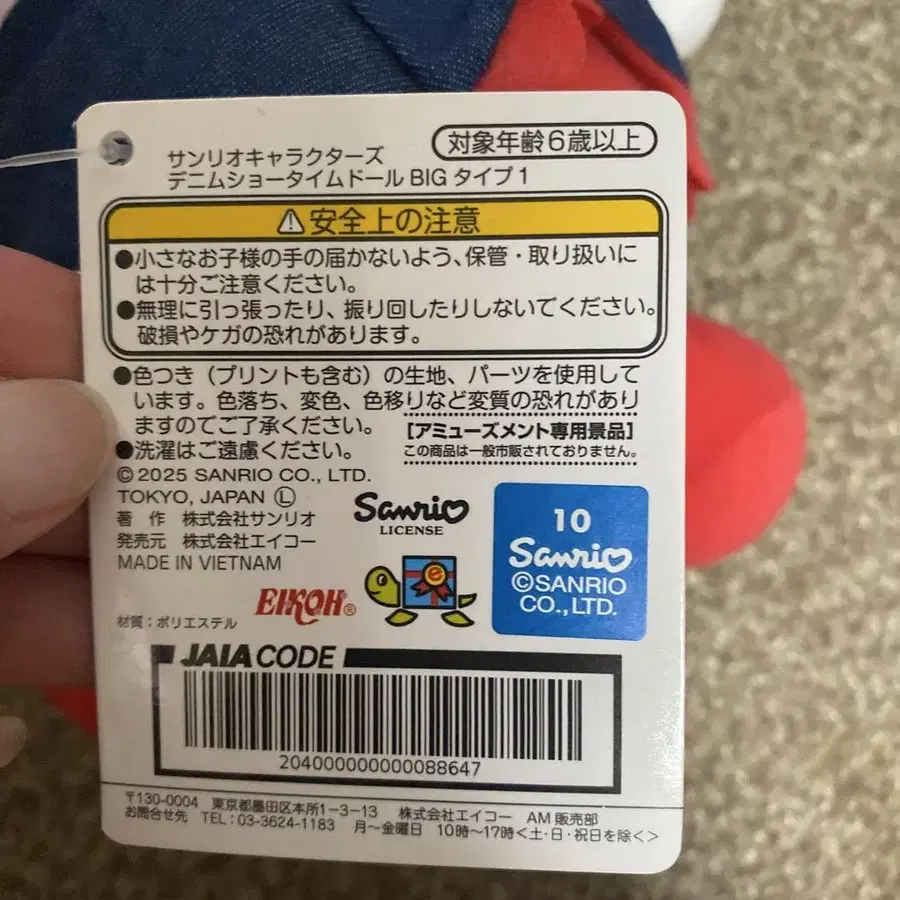 対象年齢6歳以上
サンリオキャラクターズ
デニムショータイムドール BIG タイプ1
⚠安全上の注意
●小さなお子様の手の届かないよう、保管・取り扱いに
は十分ご注意ください。
●無理に引っ張ったり、振り回したりしないでください。
破損やケガの恐れがあります。
●色つき（プリントも含む）の生地、パーツを使用して
います。色落ち、変色、色移りなど変質の恐れがあり
ますのでご了承ください。
●洗濯はご遠慮ください。
[アミューズメント専用景品]
この商品は一般市販されておりません。
©2025 SANRIO CO., LTD.
TOKYO, JAPAN Ⓛ
著 作 株式会社サンリオ
発売元 株式会社エイコー
MADE IN VIETNAM
Sanrio
LICENSE
10
Sanrio
©SANRIO
CO., LTD.
EIKOH®
e
材質：ポリエステル
JAIA CODE
20400000000088647
〒130-0004 東京都墨田区本所1-3-13 株式会社エイコー AM販売部
お問合せ先 TEL：03-3624-1183 月〜金曜日 10時〜17時<土・日・祝日を除く>